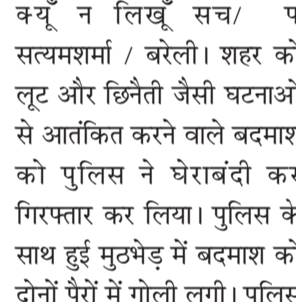 क्यूँ न लिखूँ सच/
सत्यमशर्मा / बरेली। शहर को
लूट और छिनैती जैसी घटनाओं
से आतंकित करने वाले बदमाश
को पुलिस ने घेराबंदी कर
गिरफ्तार कर लिया। पुलिस के
साथ हुई मुठभेड़ में बदमाश को
दोनों पैरों में गोली लगी। पुलिस